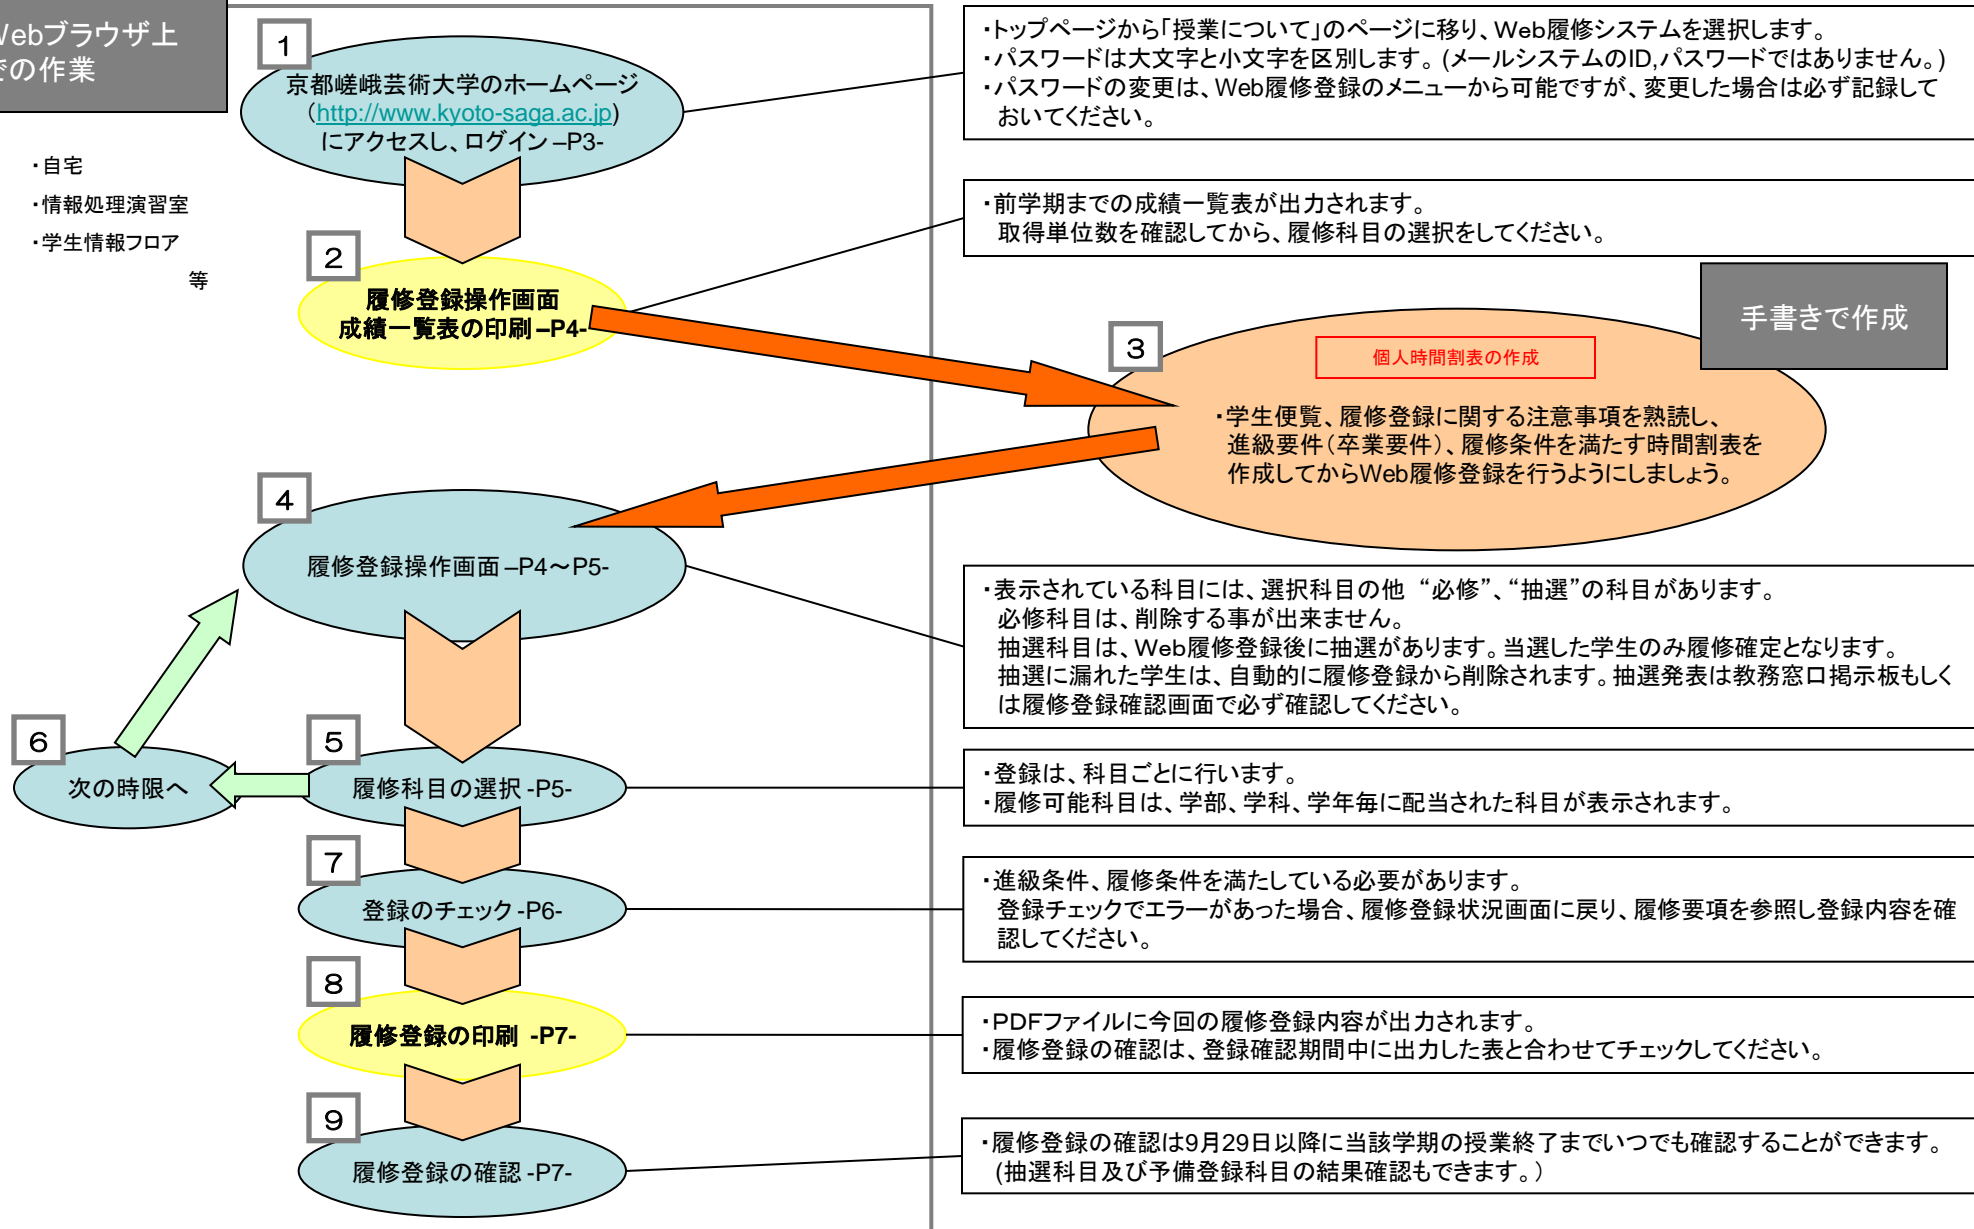 Webブラウザ上
での作業
・自宅
・情報処理演習室
・学生情報フロア
等
1
京都嵯峨芸術大学のホームページ
（http://www.kyoto-saga.ac.jp)
にアクセスし、ログイン –P3-
・トップページから「授業について」のページに移り、Web履修システムを選択します。
・パスワードは大文字と小文字を区別します。(メールシステムのID,パスワードではありません。)
・パスワードの変更は、Web履修登録のメニューから可能ですが、変更した場合は必ず記録して
おいてください。
2
履修登録操作画面
成績一覧表の印刷 –P4-
・前学期までの成績一覧表が出力されます。
取得単位数を確認してから、履修科目の選択をしてください。
手書きで作成
3
個人時間割表の作成
・学生便覧、履修登録に関する注意事項を熟読し、
進級要件（卒業要件）、履修条件を満たす時間割表を
作成してからWeb履修登録を行うようにしましょう。
4
履修登録操作画面 –P4～P5-
・表示されている科目には、選択科目の他 “必修”、“抽選”の科目があります。
必修科目は、削除する事が出来ません。
抽選科目は、Web履修登録後に抽選があります。当選した学生のみ履修確定となります。
抽選に漏れた学生は、自動的に履修登録から削除されます。抽選発表は教務窓口掲示板もしく
は履修登録確認画面で必ず確認してください。
5
履修科目の選択 -P5-
・登録は、科目ごとに行います。
・履修可能科目は、学部、学科、学年毎に配当された科目が表示されます。
6
次の時限へ
7
登録のチェック -P6-
・進級条件、履修条件を満たしている必要があります。
登録チェックでエラーがあった場合、履修登録状況画面に戻り、履修要項を参照し登録内容を確
認してください。
8
履修登録の印刷 -P7-
・PDFファイルに今回の履修登録内容が出力されます。
・履修登録の確認は、登録確認期間中に出力した表と合わせてチェックしてください。
9
履修登録の確認 -P7-
・履修登録の確認は9月29日以降に当該学期の授業終了までいつでも確認することができます。
(抽選科目及び予備登録科目の結果確認もできます。）